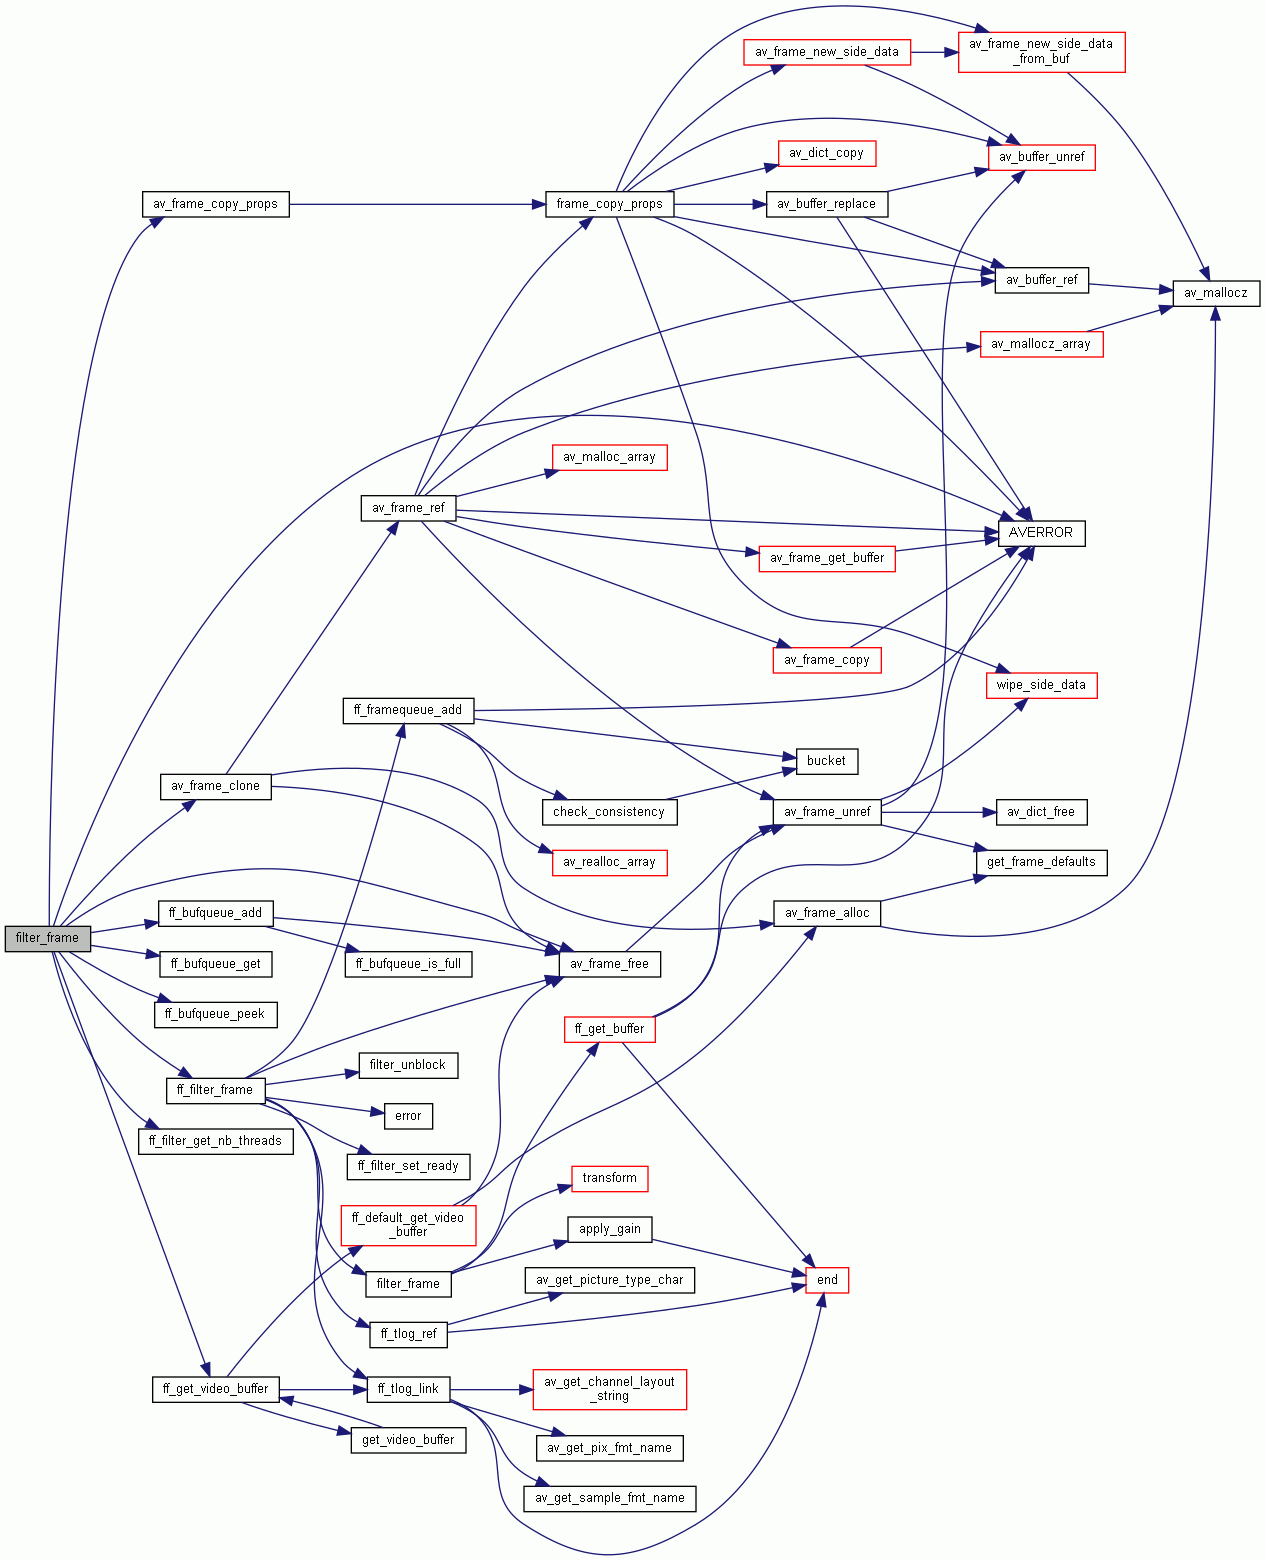 av_frame_new_side_data
av_frame_new_side_data
_from_buf
av_dict_copy
av_buffer_unref
av_frame_copy_props
frame_copy_props
av_buffer_replace
av_buffer_ref
av_mallocz
av_mallocz_array
av_malloc_array
av_frame_ref
AVERROR
av_frame_get_buffer
av_frame_copy
wipe_side_data
ff_framequeue_add
bucket
av_frame_clone
check_consistency
av_frame_unref
av_dict_free
av_realloc_array
get_frame_defaults
ff_bufqueue_add
av_frame_alloc
filter_frame
ff_bufqueue_get
ff_bufqueue_is_full
av_frame_free
ff_bufqueue_peek
ff_get_buffer
filter_unblock
ff_filter_frame
error
ff_filter_get_nb_threads
ff_filter_set_ready
transform
ff_default_get_video
_buffer
apply_gain
filter_frame
av_get_picture_type_char
end
ff_tlog_ref
ff_get_video_buffer
ff_tlog_link
av_get_channel_layout
_string
get_video_buffer
av_get_pix_fmt_name
av_get_sample_fmt_name